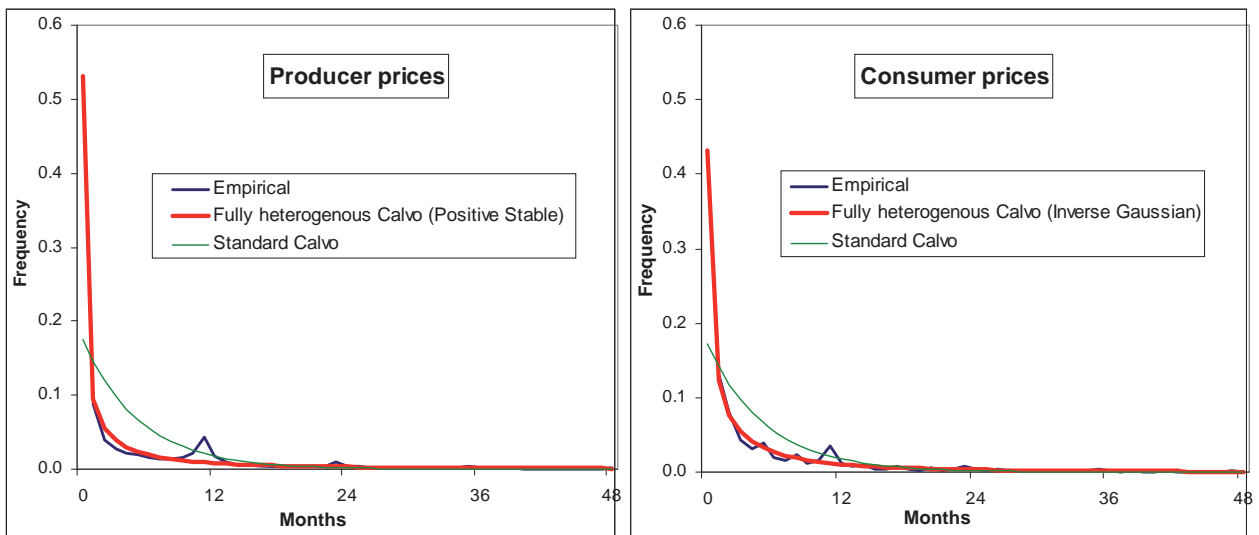 Producer prices
Frequency
0.6
0.5
0.4
0.3
0.2
0.1
0.0
Empirical
Fully heterogenous Calvo (Positive Stable)
Standard Calvo
0 12 24 36 48
Months
Consumer prices
Frequency
0.6
0.5
0.4
0.3
0.2
0.1
0.0
Empirical
Fully heterogenous Calvo (Inverse Gaussian)
Standard Calvo
0 12 24 36 48
Months